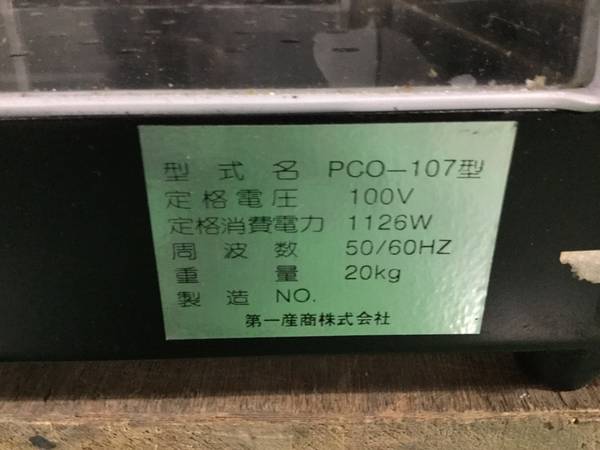 型式名 PCO-107型
定格電圧 100V
定格消費電力 1126W
周波数 50/60HZ
重量 20kg
製造NO.
第一産商株式会社